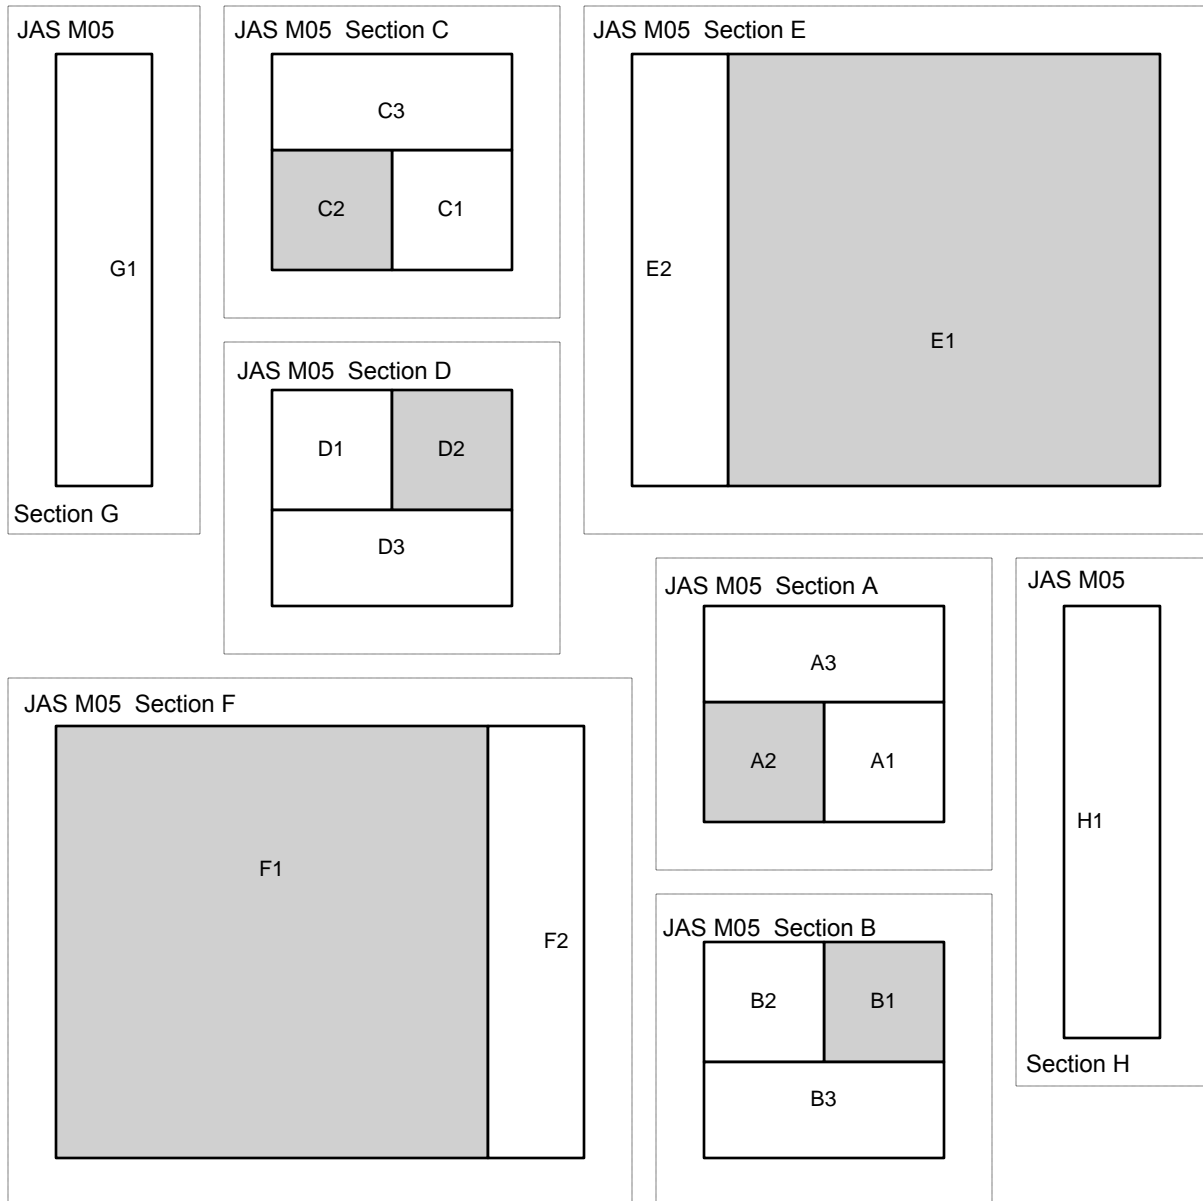 JAS M05
G1
Section G
JAS M05  Section C
C3
C2
C1
JAS M05  Section E
E2
E1
JAS M05  Section D
D1
D2
D3
JAS M05  Section A
A3
A2
A1
JAS M05
H1
Section H
JAS M05  Section F
F1
F2
JAS M05  Section B
B2
B1
B3